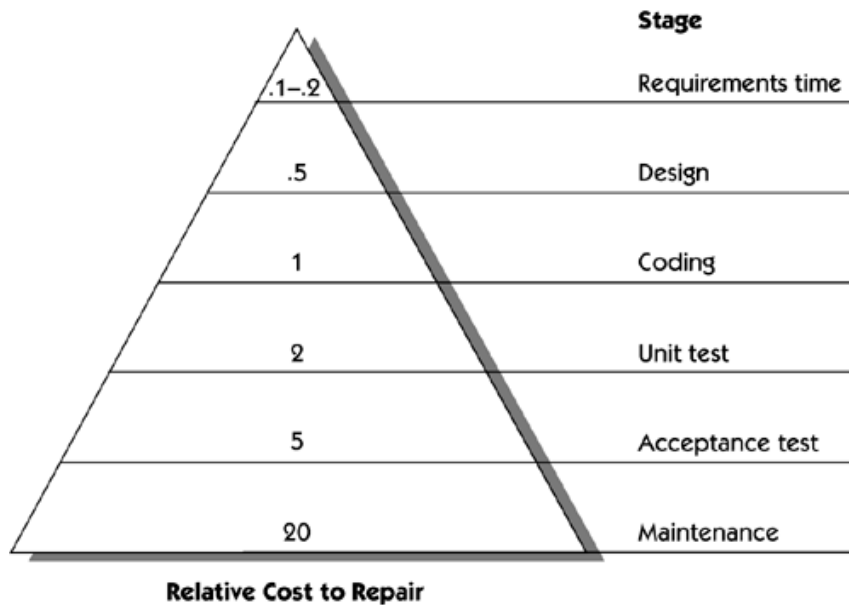 Stage
.1–.2 Requirements time
.5 Design
1 Coding
2 Unit test
5 Acceptance test
20 Maintenance
Relative Cost to Repair